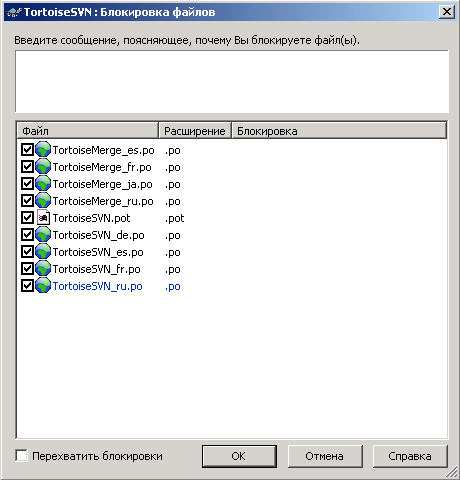 TortoiseSVN : Блокировка файлов
Введите сообщение, поясняющее, почему Вы блокируете файл(ы).
Файл Расширение Блокировка
TortoiseMerge_es.po .po
TortoiseMerge_fr.po .po
TortoiseMerge_ja.po .po
TortoiseMerge_ru.po .po
TortoiseSVN.pot .pot
TortoiseSVN_de.po .po
TortoiseSVN_es.po .po
TortoiseSVN_fr.po .po
TortoiseSVN_ru.po .po
Перехватить блокировки OK Отмена Справка